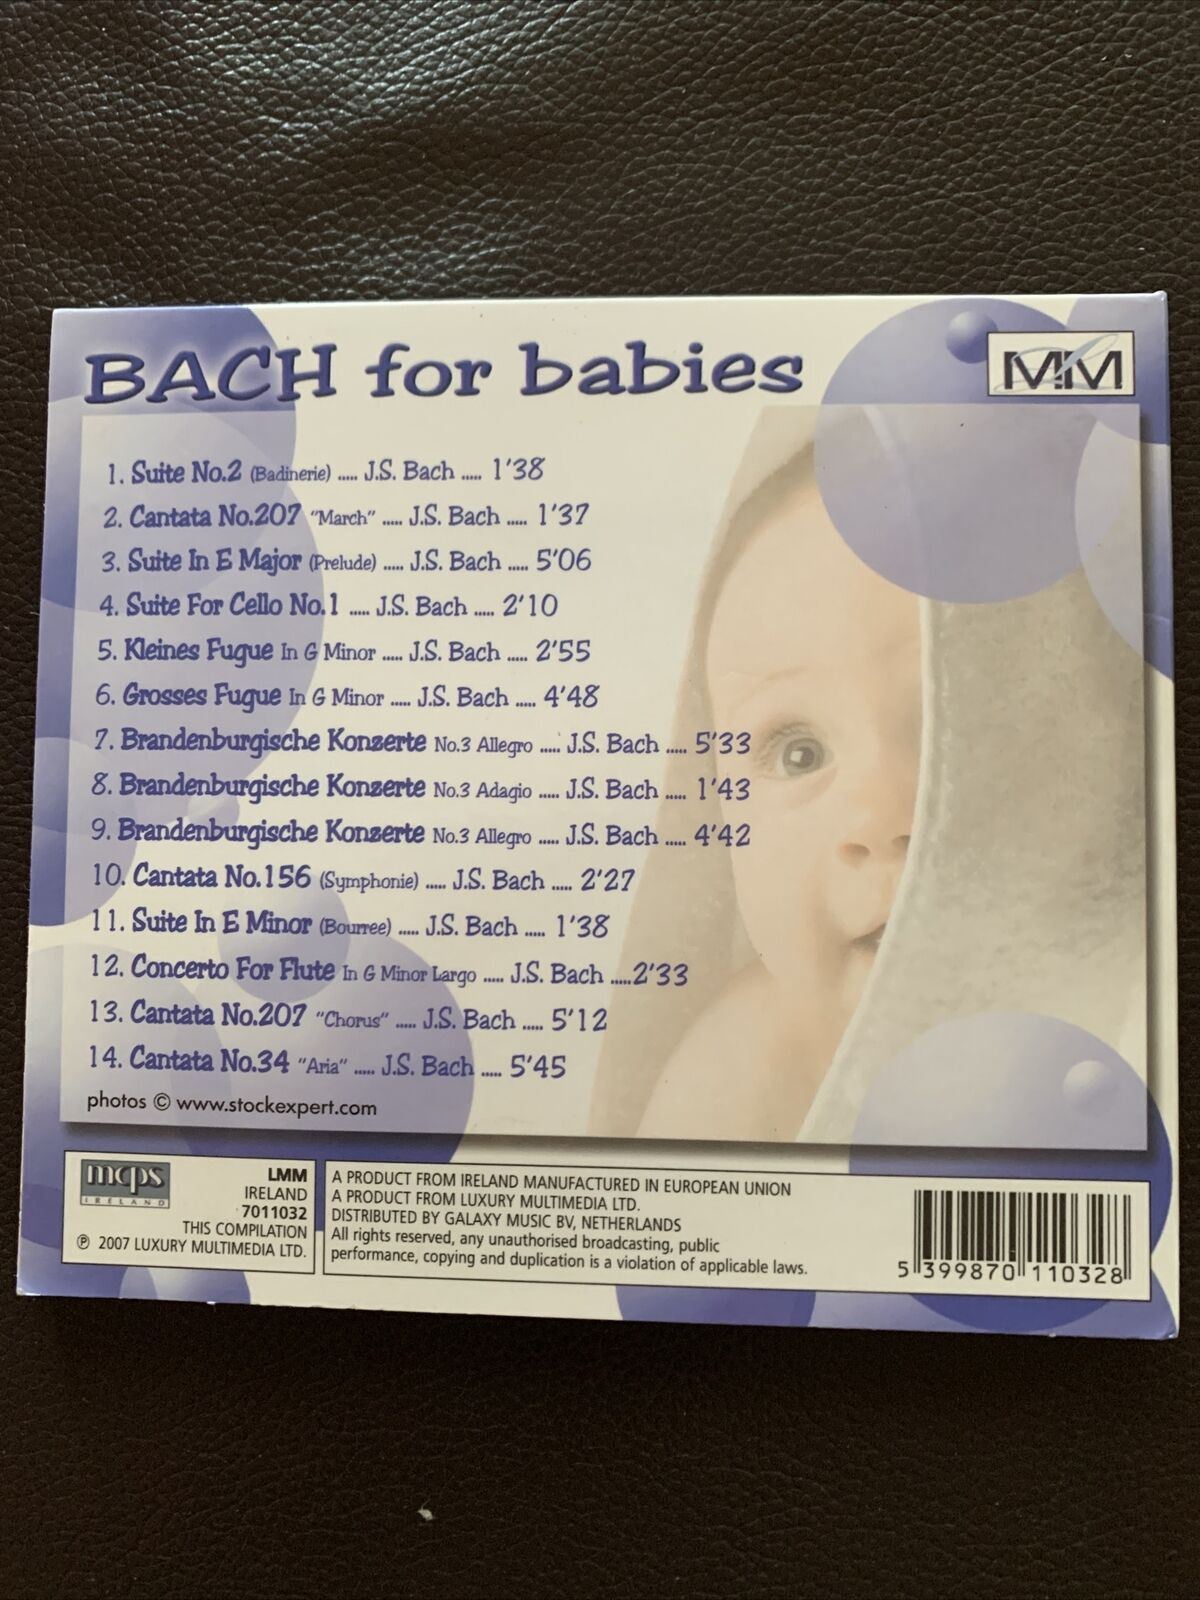 BACH for babies
MLM
1. Suite No.2 (Badinerie) ..... J.S. Bach ..... 1'38
2. Cantata No.207 "March" ..... J.S. Bach ..... 1'37
3. Suite In E Major (Prelude) ..... J.S. Bach ..... 5'06
4. Suite For Cello No.1 ..... J.S. Bach ..... 2'10
5. Kleines Fugue In G Minor ..... J.S. Bach ..... 2'55
6. Grosses Fugue In G Minor ..... J.S. Bach ..... 4'48
7. Brandenburgische Konzerte No.3 Allegro ..... J.S. Bach ..... 5'33
8. Brandenburgische Konzerte No.3 Adagio ..... J.S. Bach ..... 1'43
9. Brandenburgische Konzerte No.3 Allegro ..... J.S. Bach ..... 4'42
10. Cantata No.156 (Symphonie) ..... J.S. Bach ..... 2'27
11. Suite In E Minor (Bourree) ..... J.S. Bach ..... 1'38
12. Concerto For Flute In G Minor Largo ..... J.S. Bach .....2'33
13. Cantata No.207 "Chorus" ..... J.S. Bach ..... 5'12
14. Cantata No.34 "Aria" ..... J.S. Bach ..... 5'45
photos © www.stockexpert.com
mcps
IRELAND
LMM
IRELAND
7011032
THIS COMPILATION
℗ 2007 LUXURY MULTIMEDIA LTD.
A PRODUCT FROM IRELAND MANUFACTURED IN EUROPEAN UNION
A PRODUCT FROM LUXURY MULTIMEDIA LTD.
DISTRIBUTED BY GALAXY MUSIC BV, NETHERLANDS
All rights reserved, any unauthorised broadcasting, public
performance, copying and duplication is a violation of applicable laws.
5 399870 110328